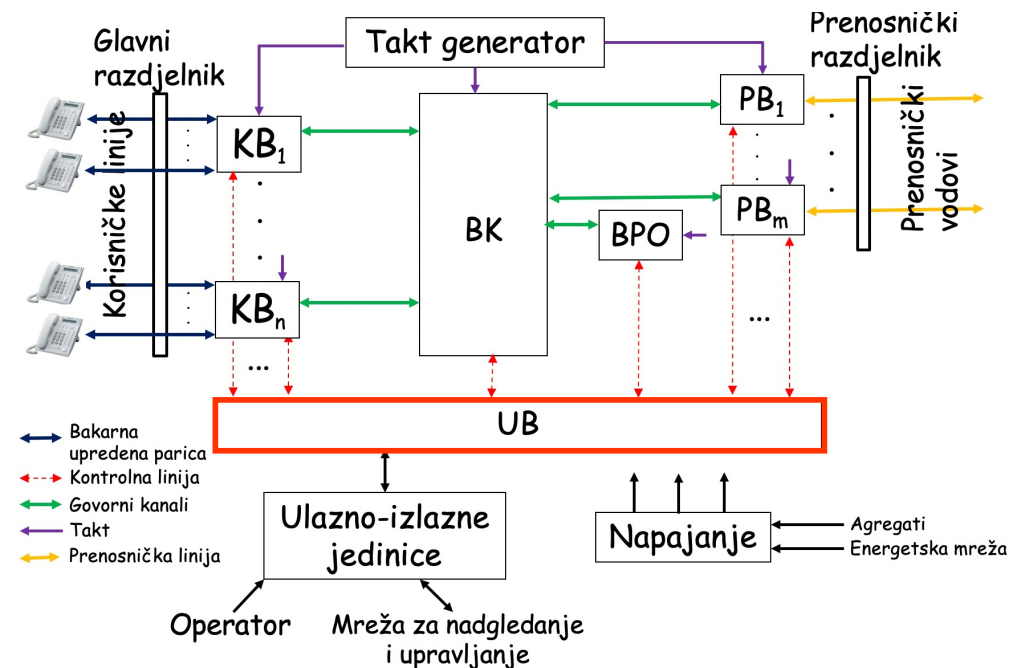 Glavni
razdjelnik
Takt generator
Prenosnički
razdjelnik
Korisničke linije
KB1
KBn
...
BK
PB1
PBm
BPO
...
Prenosnički
vodovi
UB
Bakarna
upredena parica
Kontrolna linija
Govorni kanali
Takt
Prenosnička linija
Ulazno-izlazne
jedinice
Napajanje
Agregati
Energetska mreža
Operator
Mreža za nadgledanje
i upravljanje